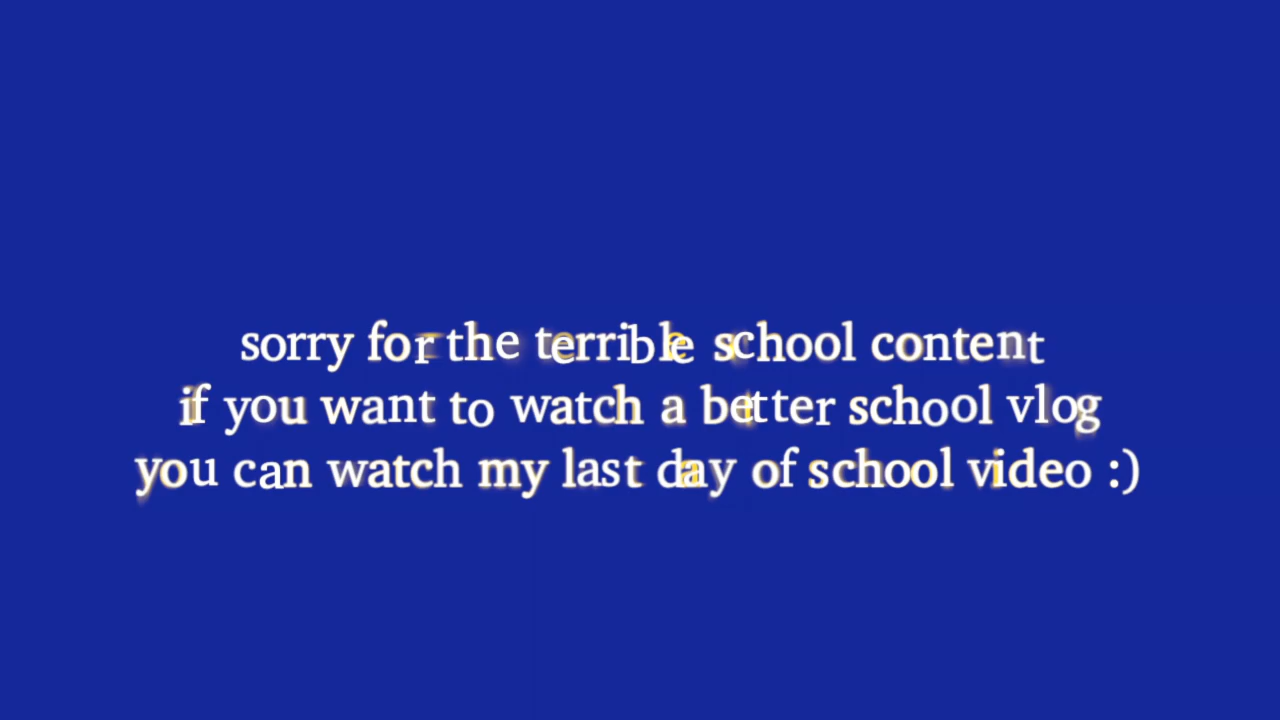 sorry for the terrible school content
if you want to watch a better school vlog
you can watch my last day of school video :)